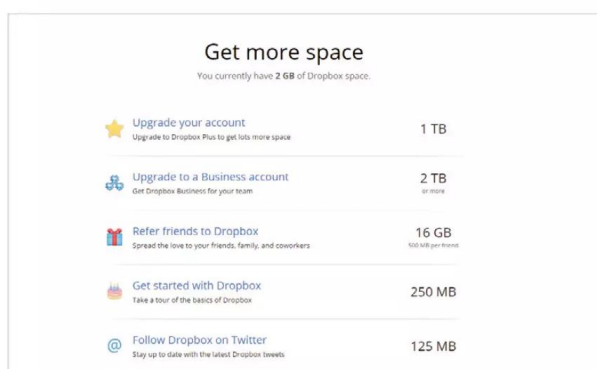 Get more space
You currently have 2 GB of Dropbox space.
Upgrade your account
Upgrade to Dropbox Plus to get lots more space
1 TB
Upgrade to a Business account
Get Dropbox Business for your team
2 TB
or more
Refer friends to Dropbox
Spread the love to your friends, family, and coworkers
16 GB
500 MB per friend
Get started with Dropbox
Take a tour of the basics of Dropbox
250 MB
@
Follow Dropbox on Twitter
Stay up to date with the latest Dropbox tweets
125 MB